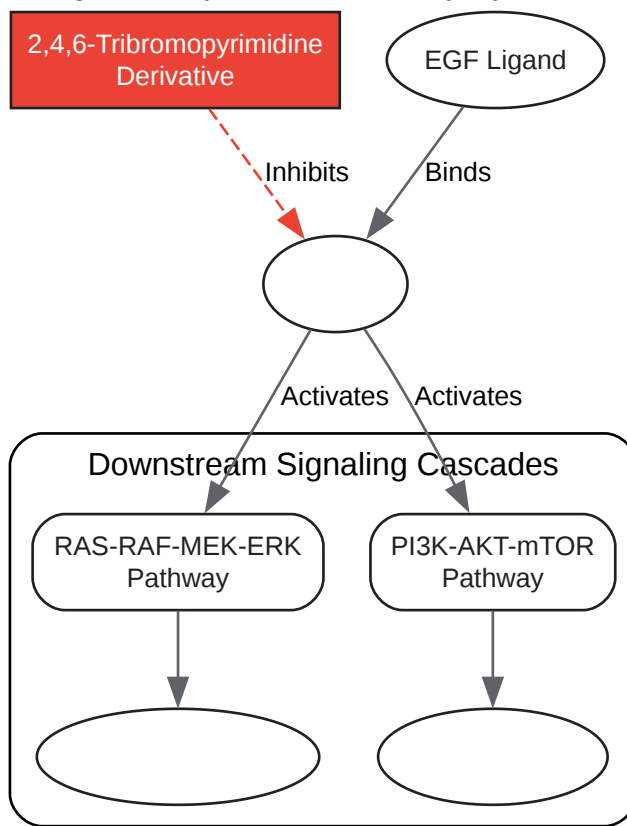 2,4,6-Tribromopyrimidine
Derivative
EGF Ligand
Inhibits
Binds
Activates
Activates
Downstream Signaling Cascades
RAS-RAF-MEK-ERK
Pathway
PI3K-AKT-mTOR
Pathway